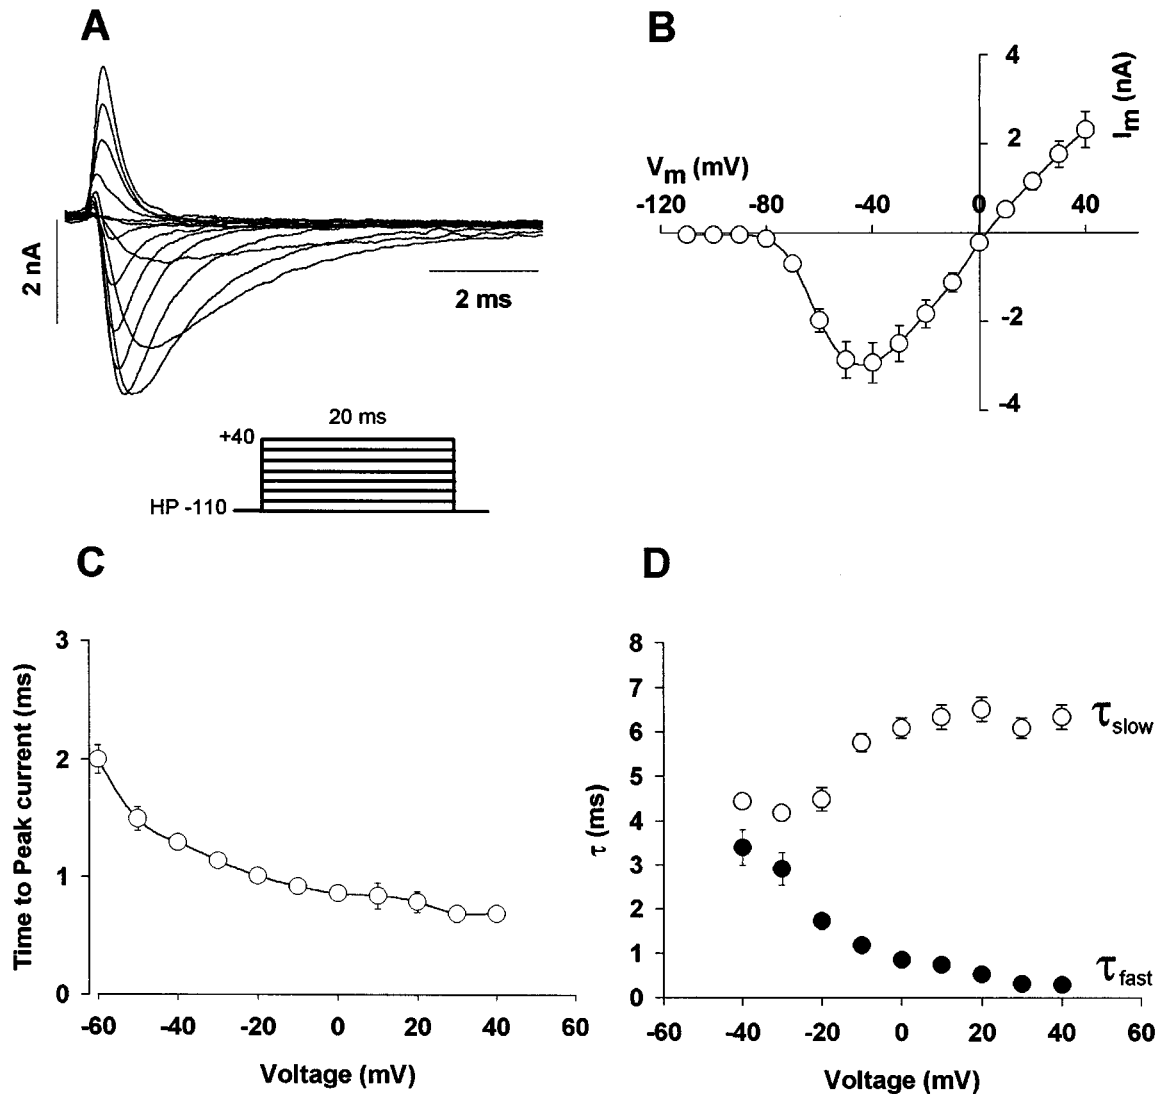 A
2 nA
2 ms
20 ms
+40
HP -110
B
4
2
-2
-4
I_m (nA)
V_m (mV)
-120 -80 -40 0 40
C
3
2
1
0
Time to Peak current (ms)
-60 -40 -20 0 20 40 60
Voltage (mV)
D
8
7
6
5
4
3
2
1
0
τ (ms)
τ_slow
τ_fast
-60 -40 -20 0 20 40 60
Voltage (mV)